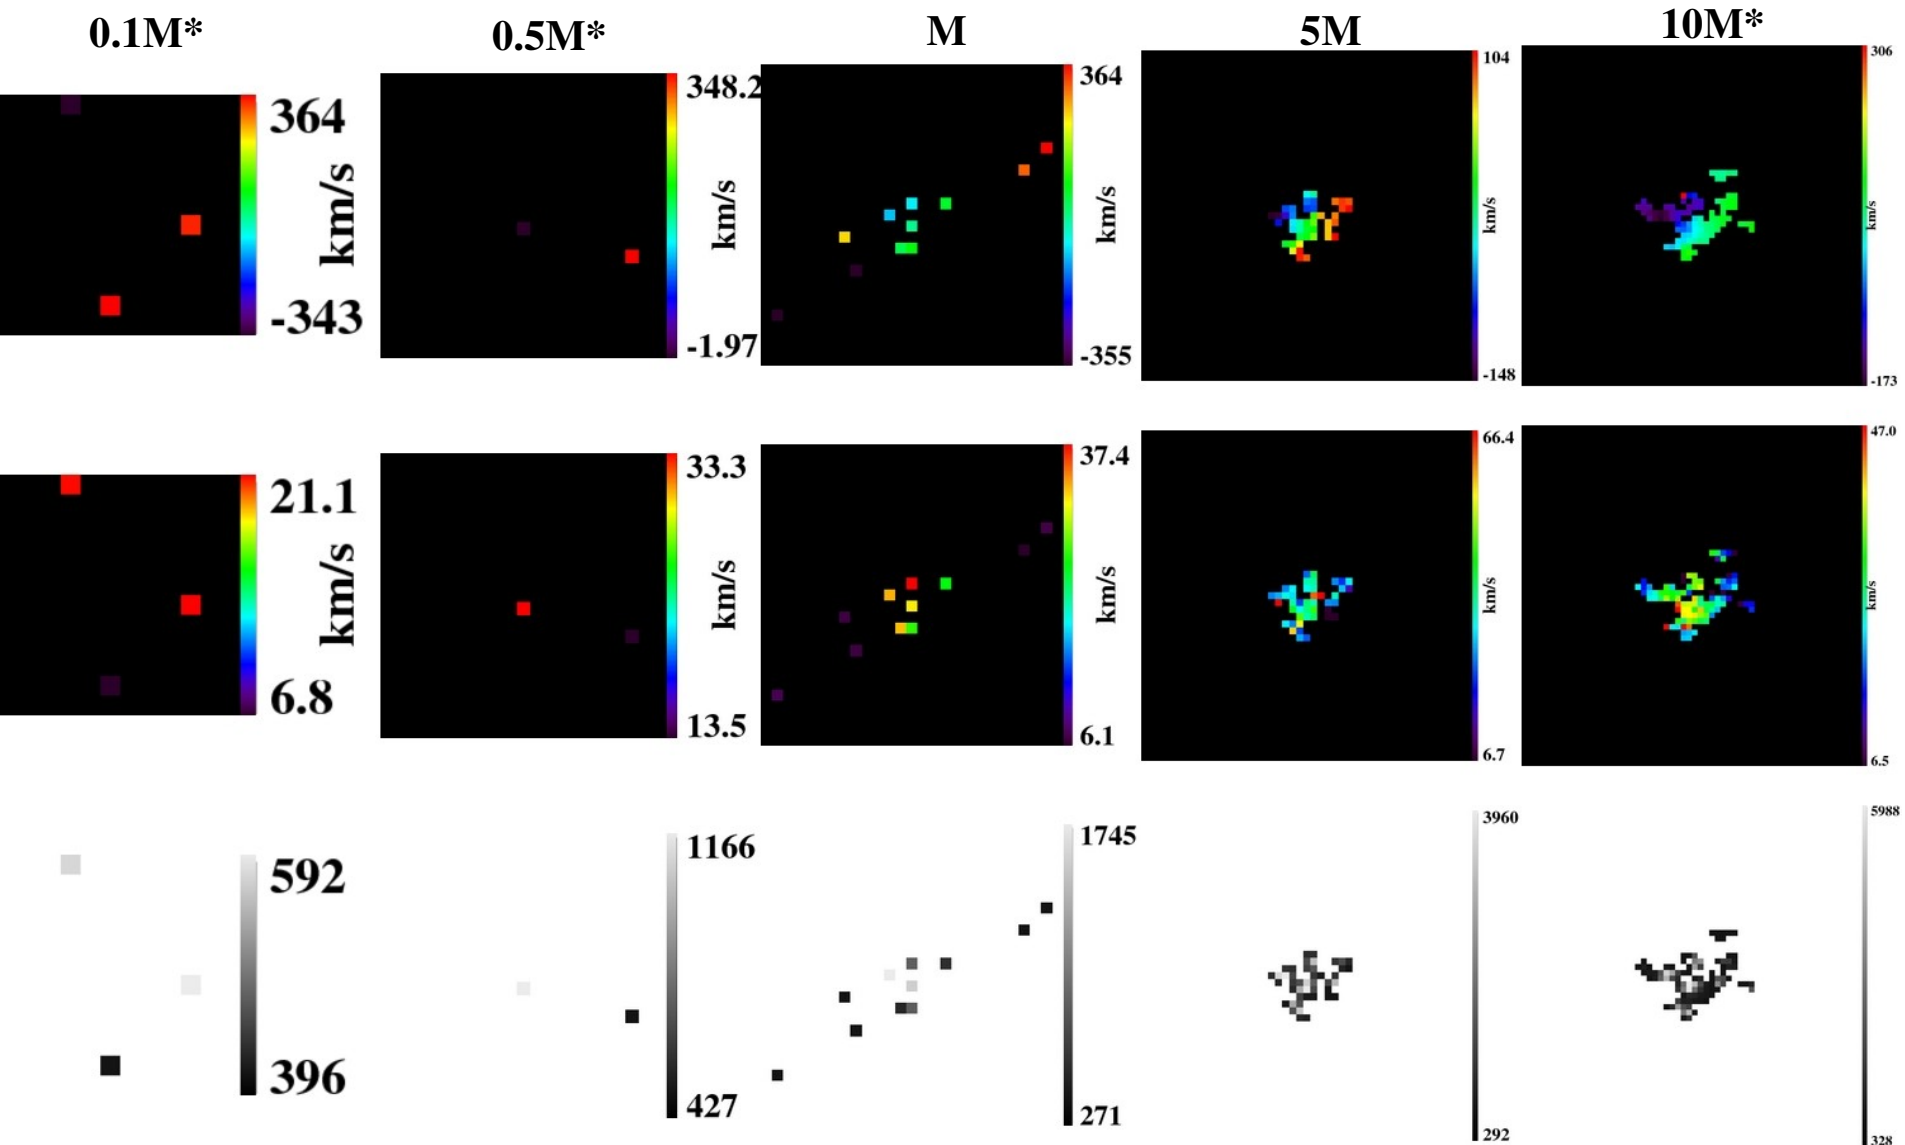 0.1M* 0.5M* M 5M 10M*
364 348.2 364 104 306
km/s km/s km/s km/s km/s
-343 -1.97 -355 -148 -173
21.1 33.3 37.4 66.4 47.0
km/s km/s km/s km/s km/s
6.8 13.5 6.1 6.7 6.5
592 1166 1745 3960 5988
396 427 271 292 328